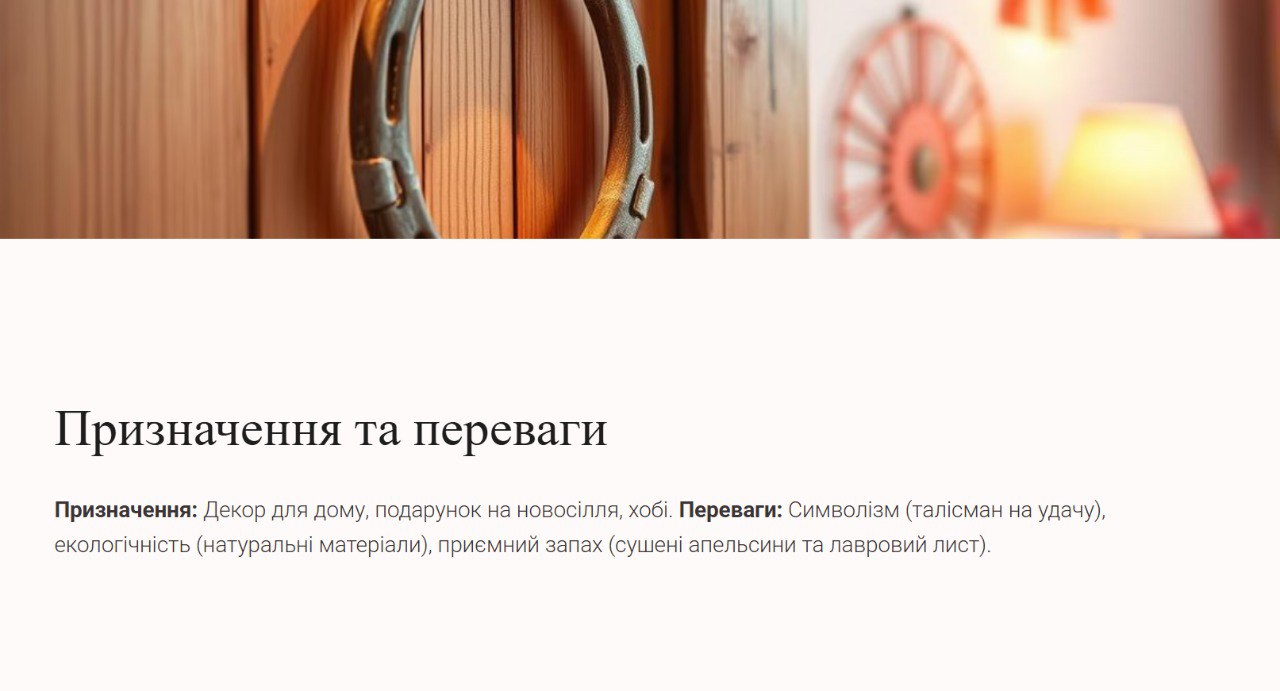 Призначення та переваги
Призначення: Декор для дому, подарунок на новосілля, хобі. Переваги: Символізм (талісман на удачу),
екологічність (натуральні матеріали), приємний запах (сушені апельсини та лавровий лист).